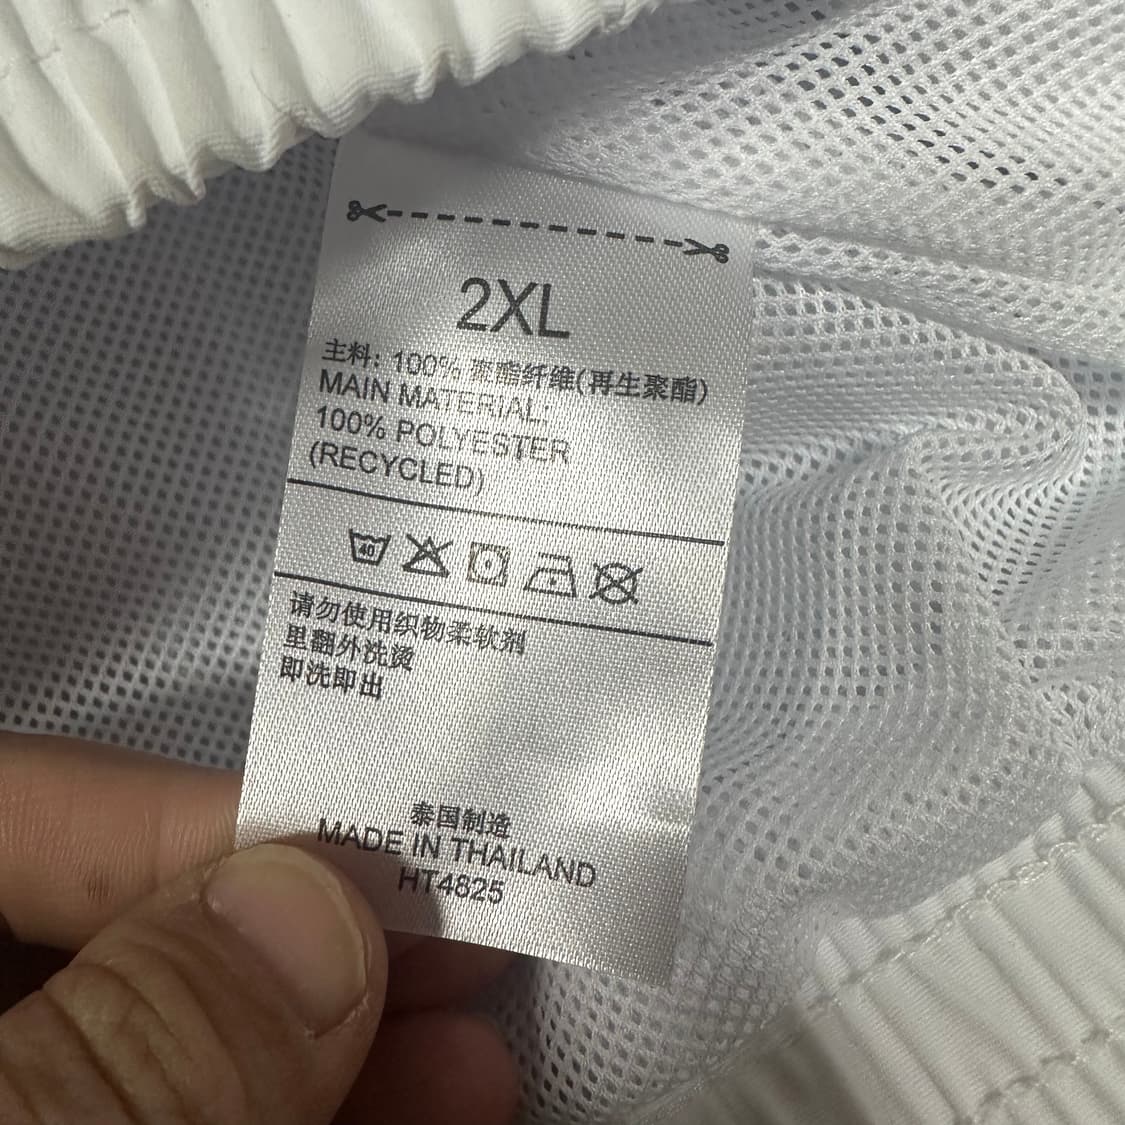 2XL
主料: 100% 聚酯纤维(再生聚酯)
MAIN MATERIAL:
100% POLYESTER
(RECYCLED)
40
请勿使用织物柔软剂
里翻外洗烫
即洗即出
泰国制造
MADE IN THAILAND
HT4825